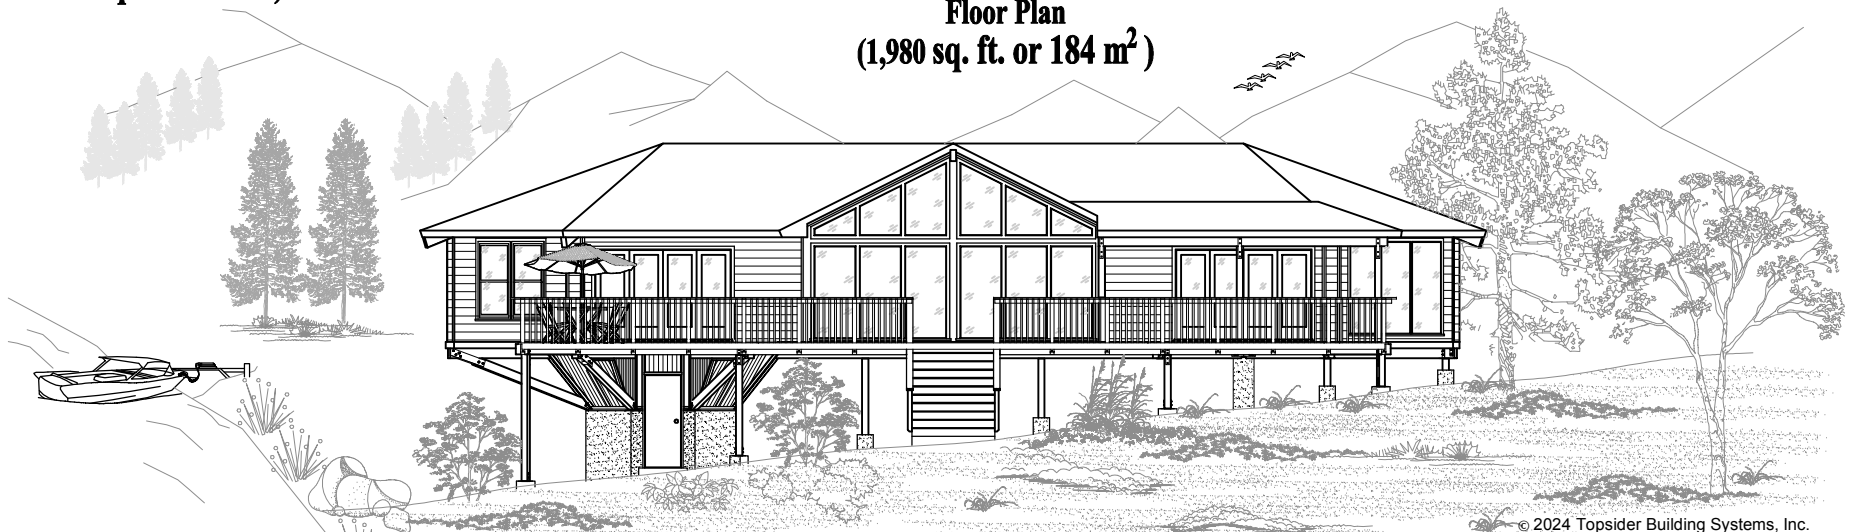 Floor Plan
(1,980 sq. ft. or 184 m² )
© 2024 Topsider Building Systems, Inc.